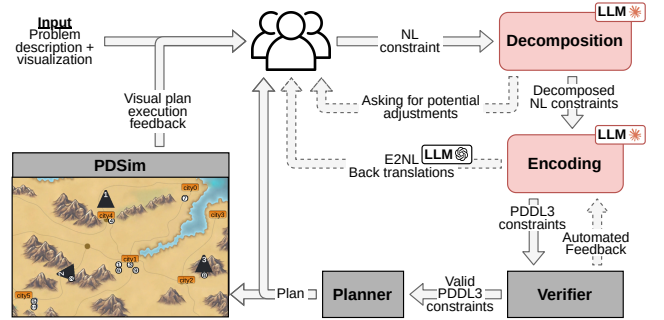 Input
Problem
description +
visualization
NL
constraint
LLM
Decomposition
Decomposed
NL constraints
Asking for potential
adjustments
LLM
Encoding
E2NL
LLM
Back translations
Visual plan
execution
feedback
PDSim
city0
city3
city4
city1
city2
city5
PDDL3
constraints
Automated
Feedback
Verifier
Valid
PDDL3
constraints
Planner
Plan